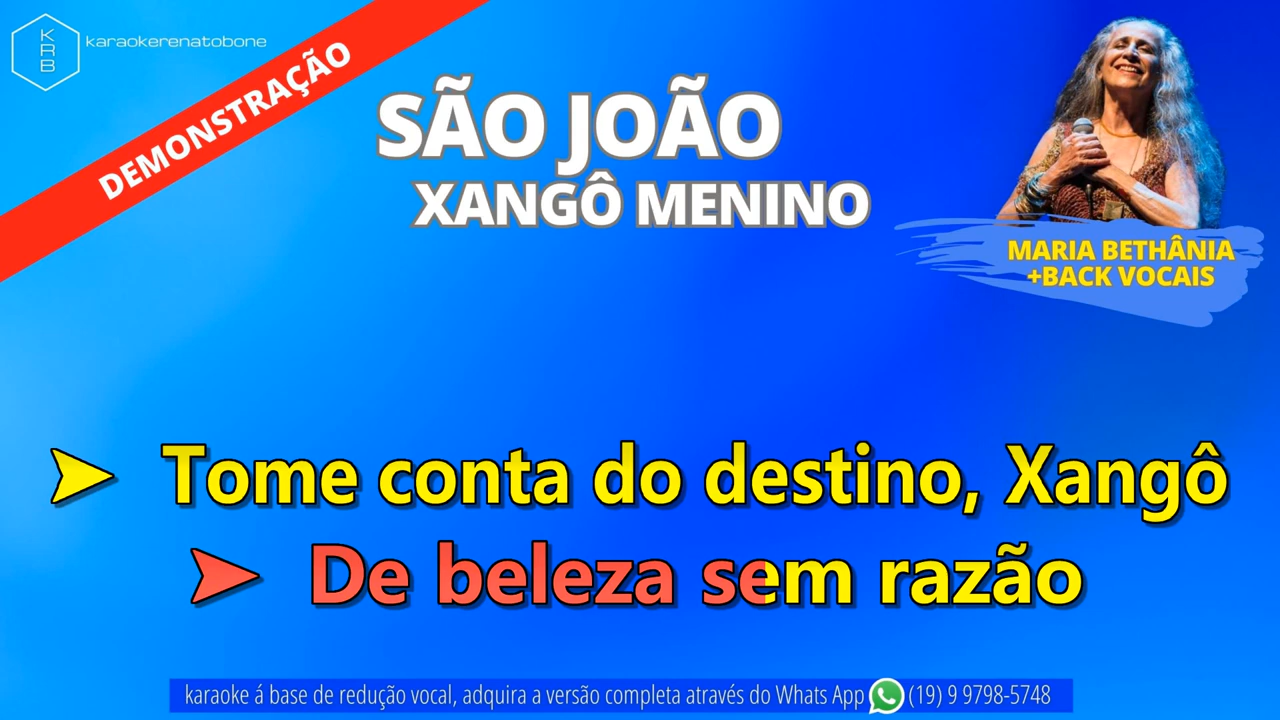 KRB
karaokerenatobone
DEMONSTRAÇÃO
SÃO JOÃO
XANGÔ MENINO
MARIA BETHÂNIA
+BACK VOCAIS
➤ Tome conta do destino, Xangô
➤ De beleza sem razão
karaoke á base de redução vocal, adquira a versão completa através do Whats App (19) 9 9798-5748